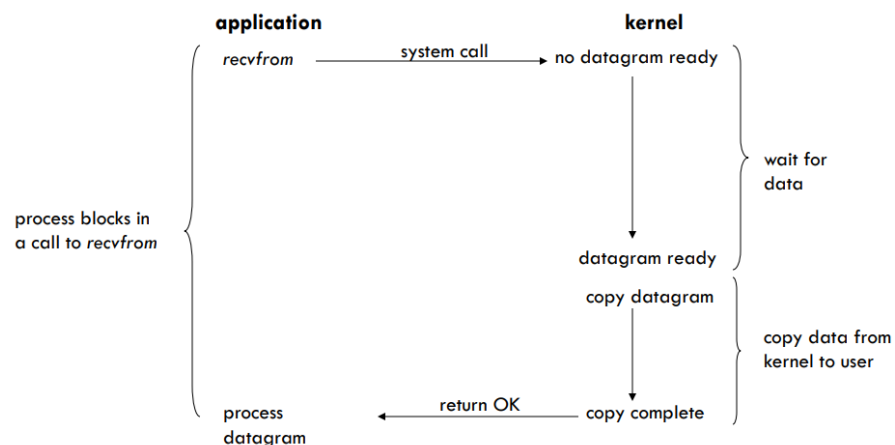 application
kernel
recvfrom
system call
no datagram ready
wait for
data
process blocks in
a call to recvfrom
datagram ready
copy datagram
copy data from
kernel to user
return OK
process
datagram
copy complete